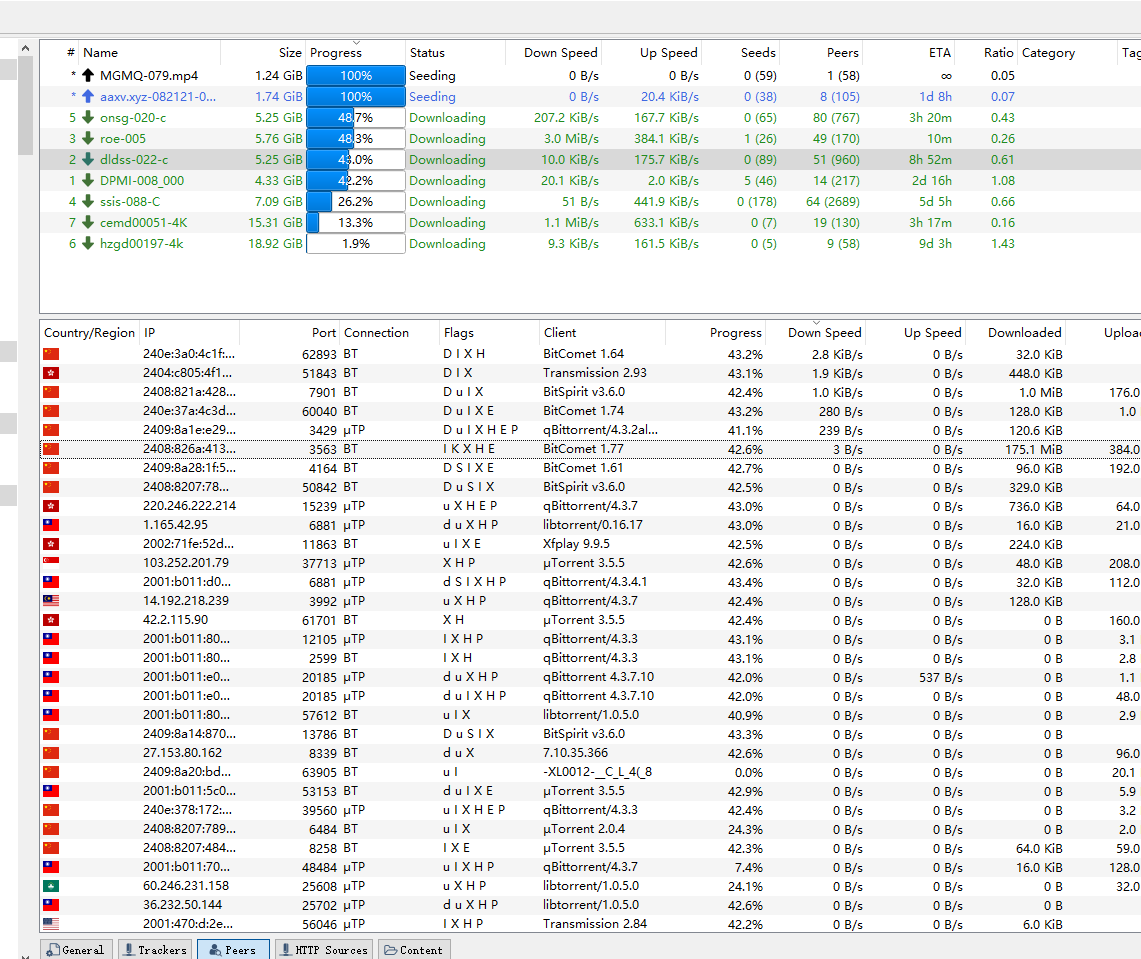 # Name Size Progress Status Down Speed Up Speed Seeds Peers ETA Ratio Category Tag
* MGMQ-079.mp4 1.24 GiB 100% Seeding 0 B/s 0 B/s 0 (59) 1 (58) ∞ 0.05
* aaxv.xyz-082121-0... 1.74 GiB 100% Seeding 0 B/s 20.4 KiB/s 0 (38) 8 (105) 1d 8h 0.07
5 onsg-020-c 5.25 GiB 48.7% Downloading 207.2 KiB/s 167.7 KiB/s 0 (65) 80 (767) 3h 20m 0.43
3 roe-005 5.76 GiB 48.3% Downloading 3.0 MiB/s 384.1 KiB/s 1 (26) 49 (170) 10m 0.26
2 dldss-022-c 5.25 GiB 43.0% Downloading 10.0 KiB/s 175.7 KiB/s 0 (89) 51 (960) 8h 52m 0.61
1 DPMI-008_000 4.33 GiB 42.2% Downloading 20.1 KiB/s 2.0 KiB/s 5 (46) 14 (217) 2d 16h 1.08
4 ssis-088-C 7.09 GiB 26.2% Downloading 51 B/s 441.9 KiB/s 0 (178) 64 (2689) 5d 5h 0.66
7 cemd00051-4K 15.31 GiB 13.3% Downloading 1.1 MiB/s 633.1 KiB/s 0 (7) 19 (130) 3h 17m 0.16
6 hzgd00197-4k 18.92 GiB 1.9% Downloading 9.3 KiB/s 161.5 KiB/s 0 (5) 9 (58) 9d 3h 1.43
Country/Region IP Port Connection Flags Client Progress Down Speed Up Speed Downloaded Uploa
240e:3a0:4c1f:... 62893 BT D I X H BitComet 1.64 43.2% 2.8 KiB/s 0 B/s 32.0 KiB
2404:c805:4f1... 51843 BT D I X Transmission 2.93 43.1% 1.9 KiB/s 0 B/s 448.0 KiB
2408:821a:428... 7901 BT D u I X BitSpirit v3.6.0 42.4% 1.0 KiB/s 0 B/s 1.0 MiB 176.0
240e:37a:4c3d... 60040 BT D u I X E BitComet 1.74 43.2% 280 B/s 0 B/s 128.0 KiB 1.0
2409:8a1e:e29... 3429 μTP D u I X H E P qBittorrent/4.3.2al... 41.1% 239 B/s 0 B/s 120.6 KiB
2408:826a:413... 3563 BT I K X H E BitComet 1.77 42.6% 3 B/s 0 B/s 175.1 MiB 384.0
2409:8a28:1f:5... 4164 BT D S I X E BitComet 1.61 42.7% 0 B/s 0 B/s 96.0 KiB 192.0
2408:8207:78... 50842 BT D u S I X BitSpirit v3.6.0 42.5% 0 B/s 0 B/s 329.0 KiB
220.246.222.214 15239 μTP u X H E P qBittorrent/4.3.7 43.0% 0 B/s 0 B/s 736.0 KiB 64.0
1.165.42.95 6881 μTP d u X H P libtorrent/0.16.17 43.0% 0 B/s 0 B/s 16.0 KiB 21.0
2002:71fe:52d... 11863 BT u I X E Xfplay 9.9.5 42.5% 0 B/s 0 B/s 224.0 KiB
103.252.201.79 37713 μTP X H P μTorrent 3.5.5 42.6% 0 B/s 0 B/s 48.0 KiB 208.0
2001:b011:d0... 6881 μTP d S I X H P qBittorrent/4.3.4.1 43.4% 0 B/s 0 B/s 32.0 KiB 112.0
14.192.218.239 3992 μTP u X H P qBittorrent/4.3.7 42.4% 0 B/s 0 B/s 128.0 KiB
42.2.115.90 61701 BT X H μTorrent 3.5.5 42.4% 0 B/s 0 B/s 0 B 160.0
2001:b011:80... 12105 μTP I X H P qBittorrent/4.3.3 43.1% 0 B/s 0 B/s 0 B 3.1
2001:b011:80... 2599 BT I X H qBittorrent/4.3.3 43.1% 0 B/s 0 B/s 0 B 2.8
2001:b011:e0... 20185 μTP d u X H P qBittorrent 4.3.7.10 42.0% 0 B/s 537 B/s 0 B 1.1
2001:b011:e0... 20185 μTP d u I X H P qBittorrent 4.3.7.10 42.0% 0 B/s 0 B/s 0 B 48.0
2001:b011:80... 57612 BT u I X libtorrent/1.0.5.0 40.9% 0 B/s 0 B/s 0 B 2.9
2409:8a14:870... 13786 BT D u S I X BitSpirit v3.6.0 43.3% 0 B/s 0 B/s 0 B
27.153.80.162 8339 BT d u X 7.10.35.366 42.6% 0 B/s 0 B/s 0 B 96.0
2409:8a20:bd... 63905 BT u I -XL0012-__C_L_4(_8 0.0% 0 B/s 0 B/s 0 B 20.1
2001:b011:5c0... 53153 BT d u I X E μTorrent 3.5.5 42.9% 0 B/s 0 B/s 0 B 5.9
240e:378:172:... 39560 μTP u I X H E P qBittorrent/4.3.3 42.4% 0 B/s 0 B/s 0 B 3.2
2408:8207:789... 6484 BT u I X μTorrent 2.0.4 24.3% 0 B/s 0 B/s 0 B 2.0
2408:8207:484... 8258 BT I X E μTorrent 3.5.5 42.3% 0 B/s 0 B/s 64.0 KiB 59.0
2001:b011:70... 48484 μTP u I X H P qBittorrent/4.3.7 7.4% 0 B/s 0 B/s 16.0 KiB 128.0
60.246.231.158 25608 μTP u X H P libtorrent/1.0.5.0 24.1% 0 B/s 0 B/s 0 B 32.0
36.232.50.144 25702 μTP d u X H P libtorrent/1.0.5.0 42.6% 0 B/s 0 B/s 0 B
2001:470:d:2e... 56046 μTP I X H P Transmission 2.84 42.2% 0 B/s 0 B/s 6.0 KiB
General Trackers Peers HTTP Sources Content